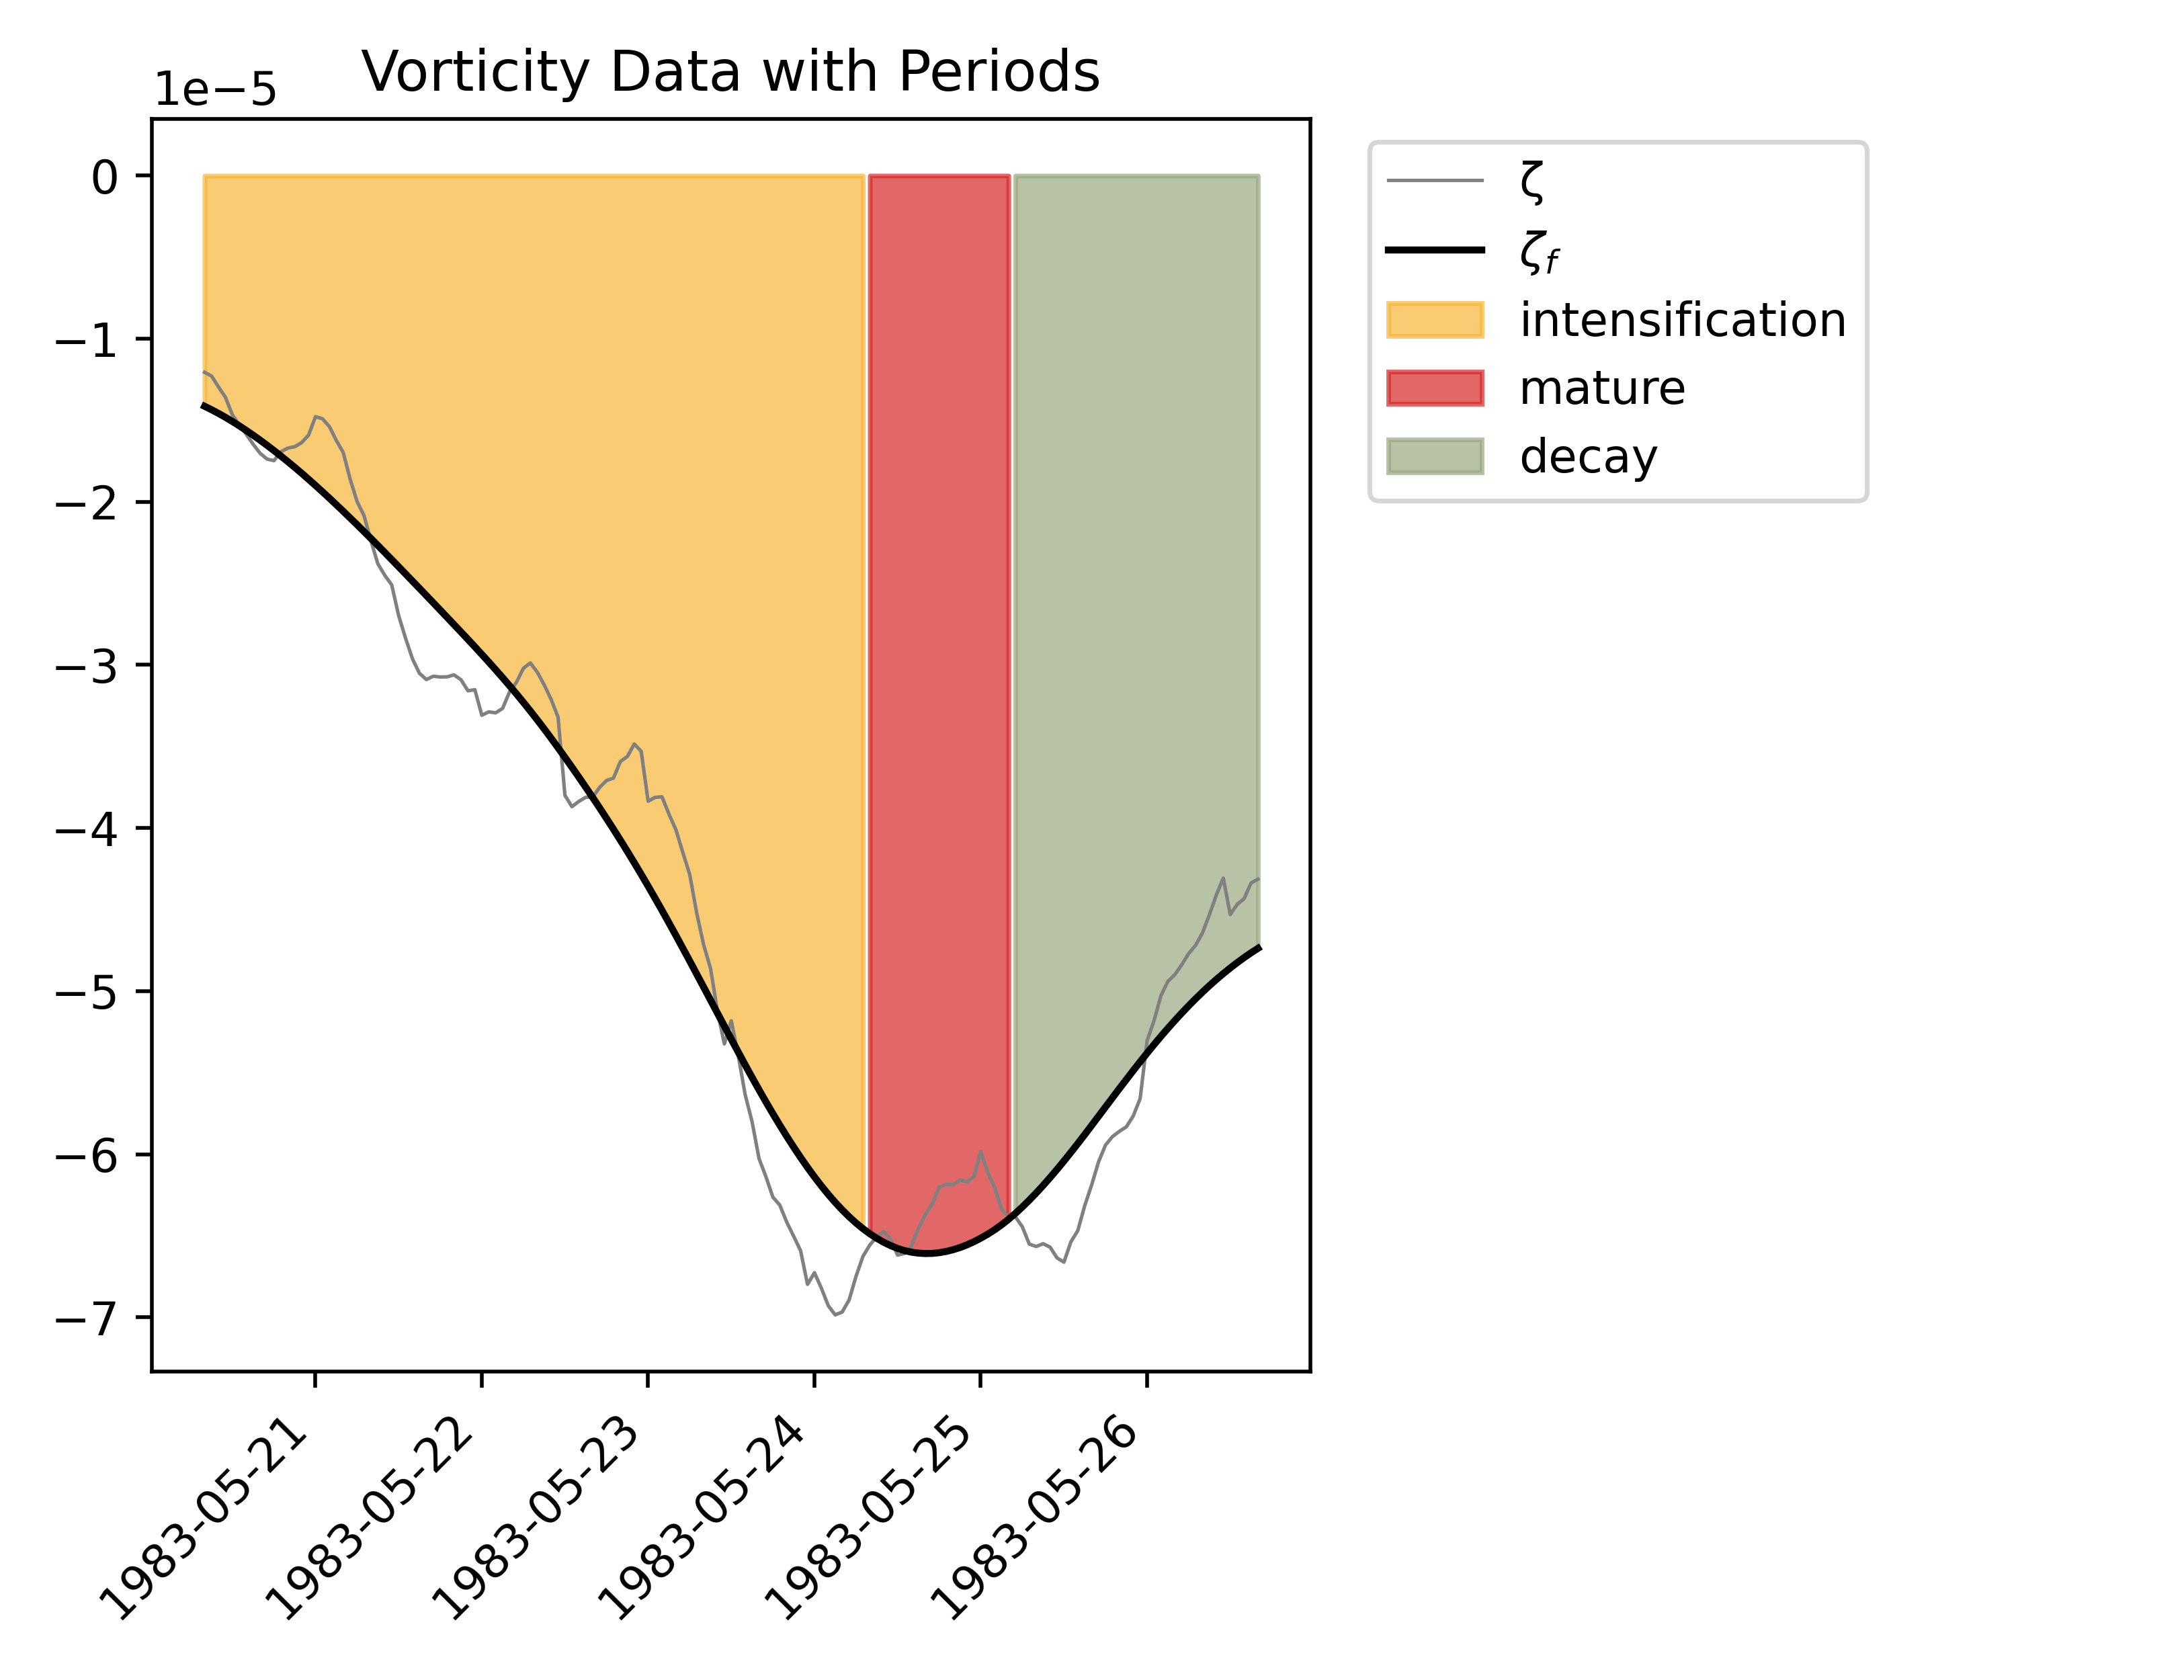 Vorticity Data with Periods
1e−5
0
−1
−2
−3
−4
−5
−6
−7
1983-05-21
1983-05-22
1983-05-23
1983-05-24
1983-05-25
1983-05-26
ζ
ζf
intensification
mature
decay